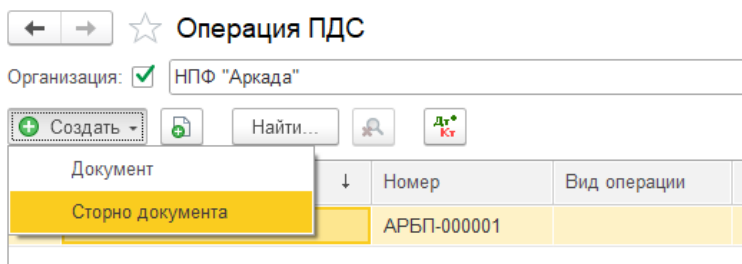 Операция ПДС
Организация: НПФ "Аркада"
Создать Найти... Дт Кт
Документ
Номер Вид операции
Сторно документа
АРБП-000001